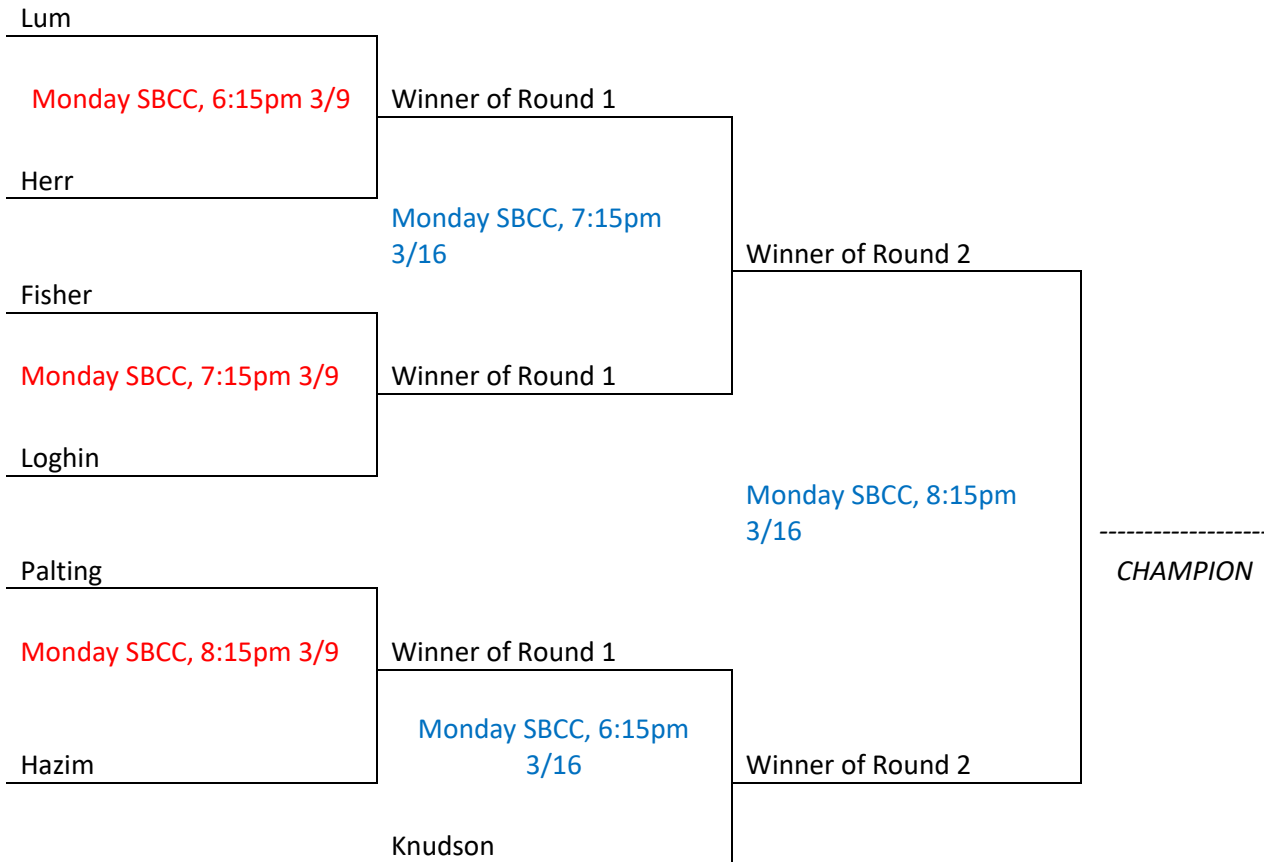 Lum
Monday SBCC, 6:15pm 3/9
Winner of Round 1
Herr
Monday SBCC, 7:15pm
3/16
Winner of Round 2
Fisher
Monday SBCC, 7:15pm 3/9
Winner of Round 1
Loghin
Monday SBCC, 8:15pm
3/16
--------------------
CHAMPION
Palting
Monday SBCC, 8:15pm 3/9
Winner of Round 1
Monday SBCC, 6:15pm
3/16
Hazim
Winner of Round 2
Knudson